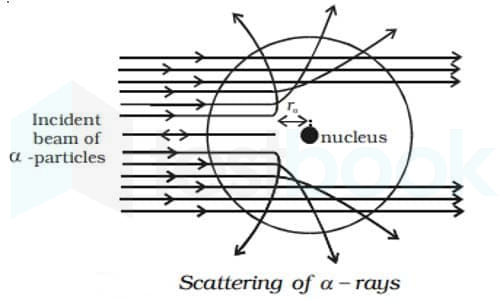 Incident
beam of
α -particles
r₀
nucleus
Scattering of α – rays